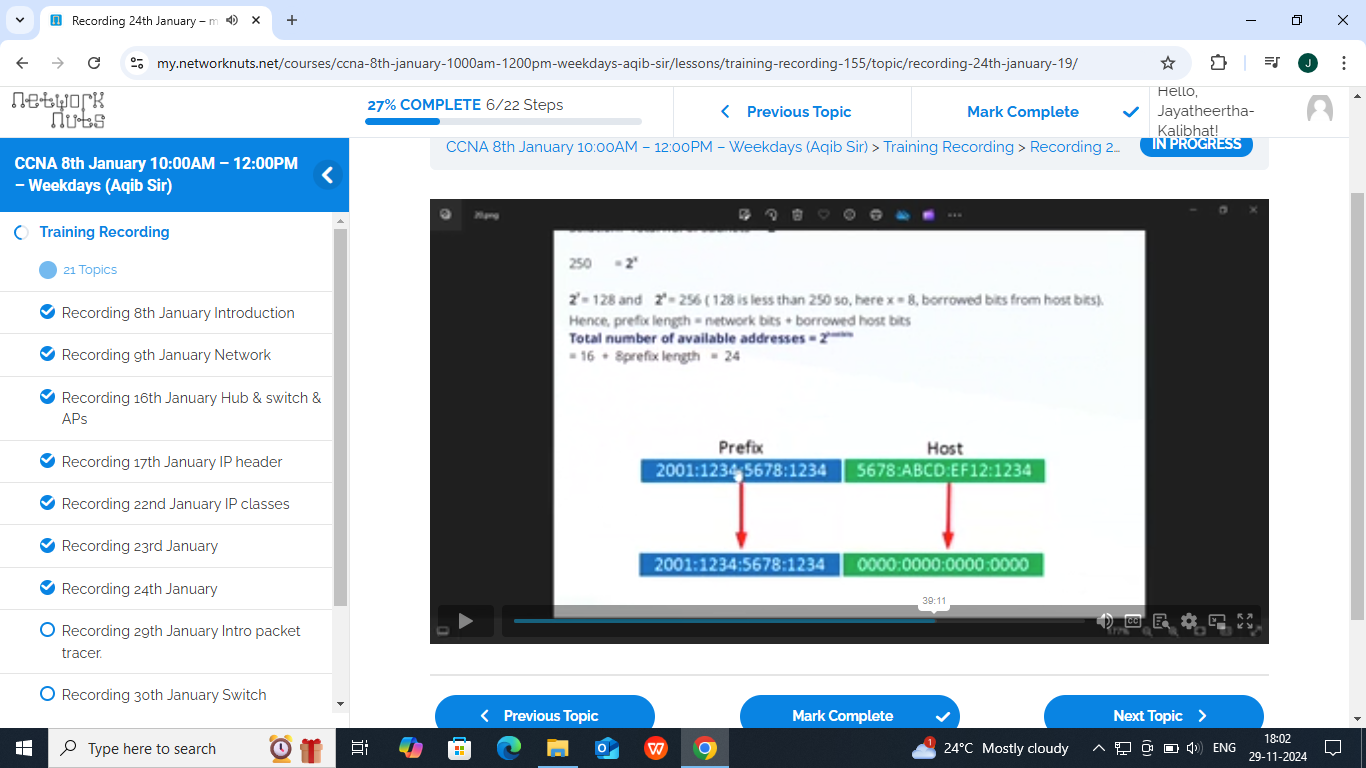 Recording 24th January – m
my.networknuts.net/courses/ccna-8th-january-1000am-1200pm-weekdays-aqib-sir/lessons/training-recording-155/topic/recording-24th-january-19/
J
Network
Nuts
27% COMPLETE 6/22 Steps
Previous Topic
Mark Complete
Hello,
Jayatheertha-
Kalibhat!
CCNA 8th January 10:00AM – 12:00PM
– Weekdays (Aqib Sir)
Training Recording
21 Topics
Recording 8th January Introduction
Recording 9th January Network
Recording 16th January Hub & switch &
APs
Recording 17th January IP header
Recording 22nd January IP classes
Recording 23rd January
Recording 24th January
Recording 29th January Intro packet
tracer.
Recording 30th January Switch
CCNA 8th January 10:00AM – 12:00PM – Weekdays (Aqib Sir) > Training Recording > Recording 2...
IN PROGRESS
20.png
250 = 2ˣ
2⁷ = 128 and 2⁸ = 256 ( 128 is less than 250 so, here x = 8, borrowed bits from host bits).
Hence, prefix length = network bits + borrowed host bits
Total number of available addresses = 2
= 16 + 8prefix length = 24
Prefix Host
2001:1234:5678:1234 5678:ABCD:EF12:1234
2001:1234:5678:1234 0000:0000:0000:0000
39:11
CC
Previous Topic
Mark Complete
Next Topic
Type here to search
1
24°C Mostly cloudy
ENG
18:02
29-11-2024